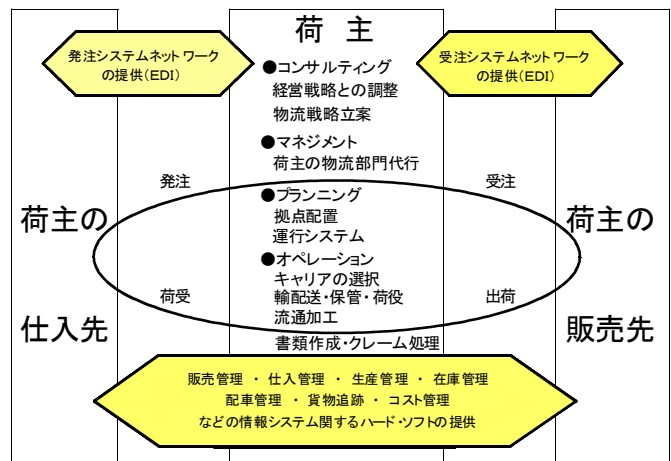 荷 主
発注システムネットワーク
の提供(EDI)
受注システムネットワーク
の提供(EDI)
●コンサルティング
経営戦略との調整
物流戦略立案
●マネジメント
荷主の物流部門代行
発注
受注
●プランニング
拠点配置
運行システム
荷主の
仕入先
荷主の
販売先
●オペレーション
キャリアの選択
輸配送・保管・荷役
流通加工
荷受
出荷
書類作成・クレーム処理
販売管理 ・ 仕入管理 ・ 生産管理 ・ 在庫管理
配車管理 ・ 貨物追跡 ・ コスト管理
などの情報システム関するハード・ソフトの提供